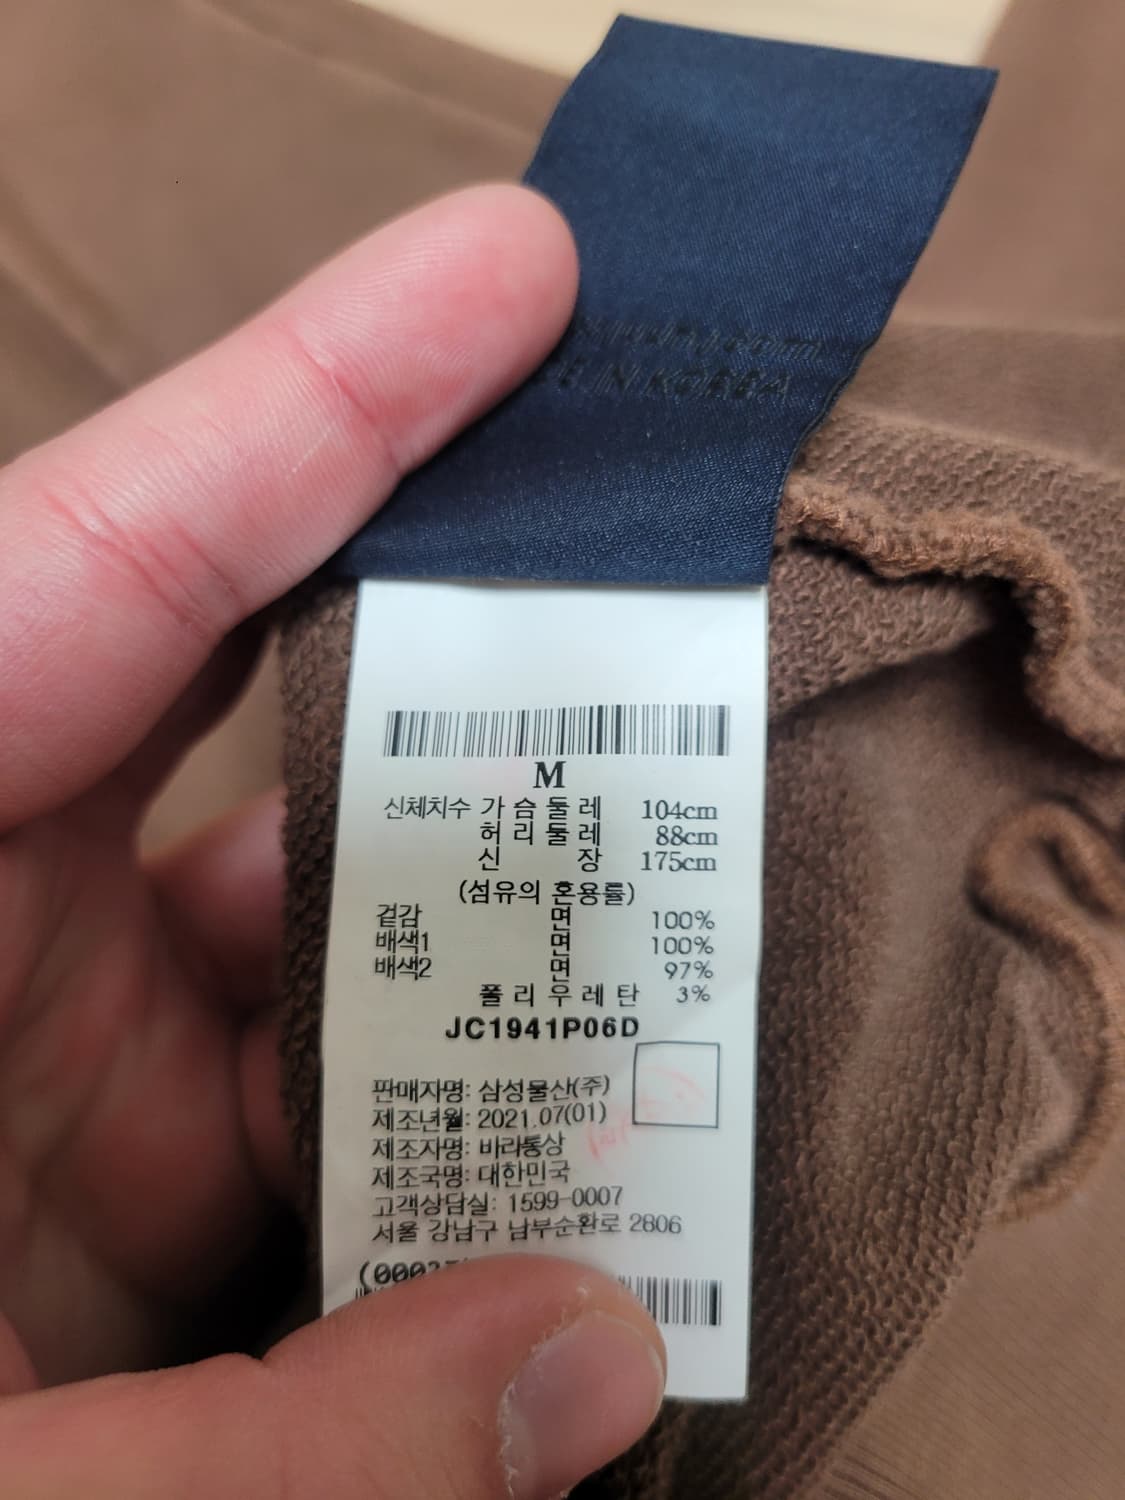 IN KOREA
M
신체치수 가 슴 둘 레 104cm
허 리 둘 레 88cm
신 장 175cm
(섬유의 혼용률)
겉감 면 100%
배색1 면 100%
배색2 면 97%
폴 리 우 레 탄 3%
JC1941P06D
판매자명: 삼성물산(주)
제조년월: 2021.07(01)
제조자명: 바라통상
제조국명: 대한민국
고객상담실: 1599-0007
서울 강남구 남부순환로 2806